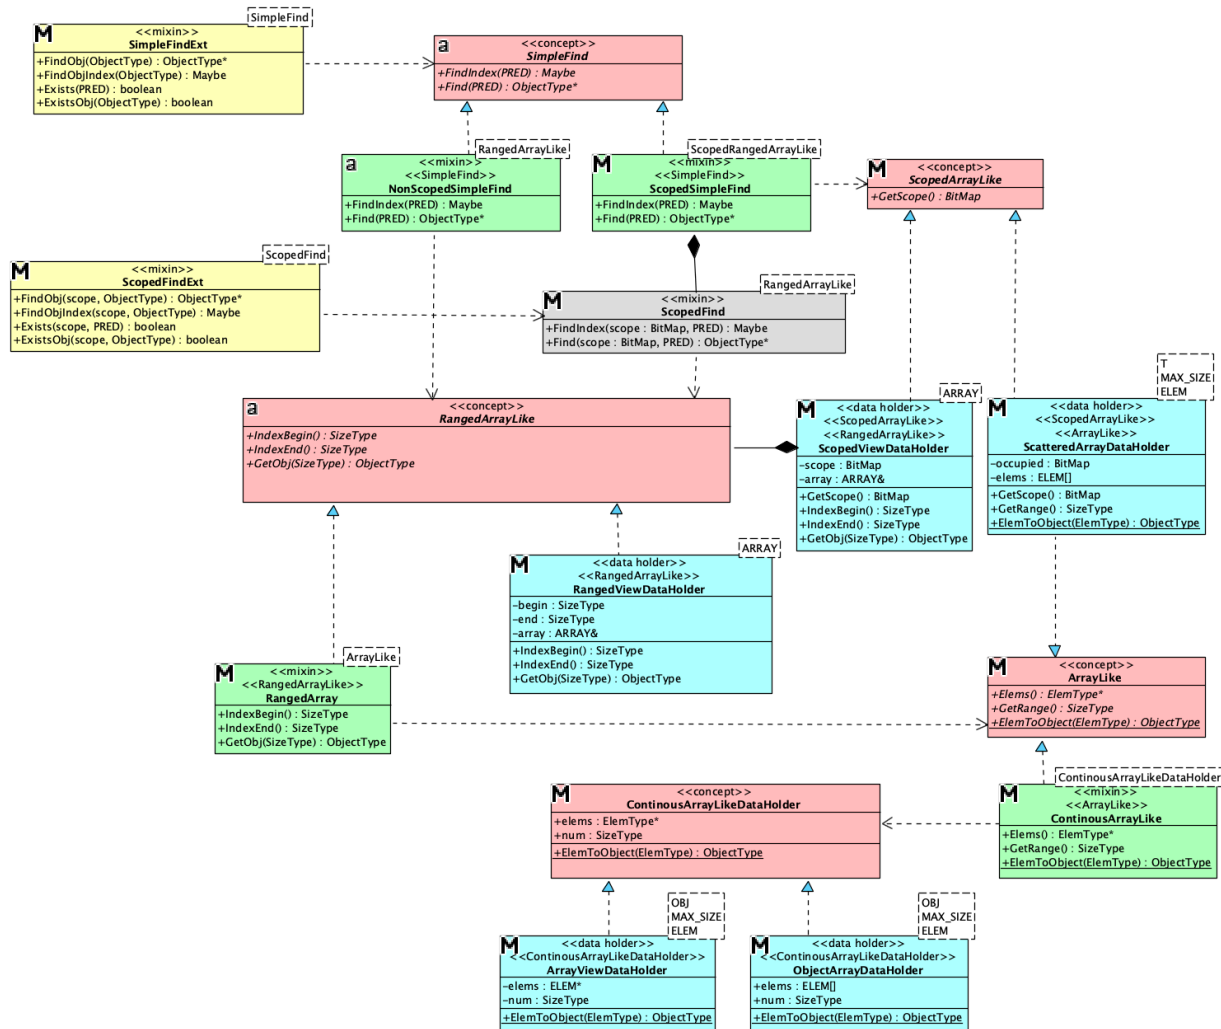 SimpleFind
M
<<mixin>>
SimpleFindExt
+FindObj(ObjectType) : ObjectType*
+FindObjIndex(ObjectType) : Maybe
+Exists(PRED) : boolean
+ExistsObj(ObjectType) : boolean
a
<<concept>>
SimpleFind
+FindIndex(PRED) : Maybe
+Find(PRED) : ObjectType*
RangedArrayLike
a
<<mixin>>
<<SimpleFind>>
NonScopedSimpleFind
+FindIndex(PRED) : Maybe
+Find(PRED) : ObjectType*
ScopedRangedArrayLike
M
<<mixin>>
<<SimpleFind>>
ScopedSimpleFind
+FindIndex(PRED) : Maybe
+Find(PRED) : ObjectType*
M
<<concept>>
ScopedArrayLike
+GetScope() : BitMap
ScopedFind
M
<<mixin>>
ScopedFindExt
+FindObj(scope, ObjectType) : ObjectType*
+FindObjIndex(scope, ObjectType) : Maybe
+Exists(scope, PRED) : boolean
+ExistsObj(scope, ObjectType) : boolean
RangedArrayLike
M
<<mixin>>
ScopedFind
+FindIndex(scope : BitMap, PRED) : Maybe
+Find(scope : BitMap, PRED) : ObjectType*
a
<<concept>>
RangedArrayLike
+IndexBegin() : SizeType
+IndexEnd() : SizeType
+GetObj(SizeType) : ObjectType
ARRAY
M
<<data holder>>
<<ScopedArrayLike>>
<<RangedArrayLike>>
ScopedViewDataHolder
-scope : BitMap
-array : ARRAY&
+GetScope() : BitMap
+IndexBegin() : SizeType
+IndexEnd() : SizeType
+GetObj(SizeType) : ObjectType
T
MAX_SIZE
ELEM
M
<<data holder>>
<<ScopedArrayLike>>
<<ArrayLike>>
ScatteredArrayDataHolder
-occupied : BitMap
-elems : ELEM[]
+GetScope() : BitMap
+GetRange() : SizeType
+ElemToObject(ElemType) : ObjectType
ARRAY
M
<<data holder>>
<<RangedArrayLike>>
RangedViewDataHolder
-begin : SizeType
-end : SizeType
-array : ARRAY&
+IndexBegin() : SizeType
+IndexEnd() : SizeType
+GetObj(SizeType) : ObjectType
ArrayLike
M
<<mixin>>
<<RangedArrayLike>>
RangedArray
+IndexBegin() : SizeType
+IndexEnd() : SizeType
+GetObj(SizeType) : ObjectType
M
<<concept>>
ArrayLike
+Elems() : ElemType*
+GetRange() : SizeType
+ElemToObject(ElemType) : ObjectType
M
<<concept>>
ContinousArrayLikeDataHolder
+elems : ElemType*
+num : SizeType
+ElemToObject(ElemType) : ObjectType
ContinousArrayLikeDataHolder
M
<<mixin>>
<<ArrayLike>>
ContinousArrayLike
+Elems() : ElemType*
+GetRange() : SizeType
+ElemToObject(ElemType) : ObjectType
OBJ
MAX_SIZE
ELEM
M
<<data holder>>
<<ContinousArrayLikeDataHolder>>
ArrayViewDataHolder
-elems : ELEM*
-num : SizeType
+ElemToObject(ElemType) : ObjectType
OBJ
MAX_SIZE
ELEM
M
<<data holder>>
<<ContinousArrayLikeDataHolder>>
ObjectArrayDataHolder
+elems : ELEM[]
+num : SizeType
+ElemToObject(ElemType) : ObjectType